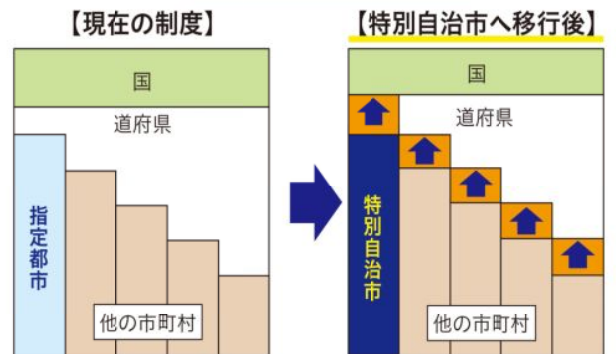 【現在の制度】
国
道府県
指定都市
他の市町村
【特別自治市へ移行後】
国
道府県
特別自治市
他の市町村